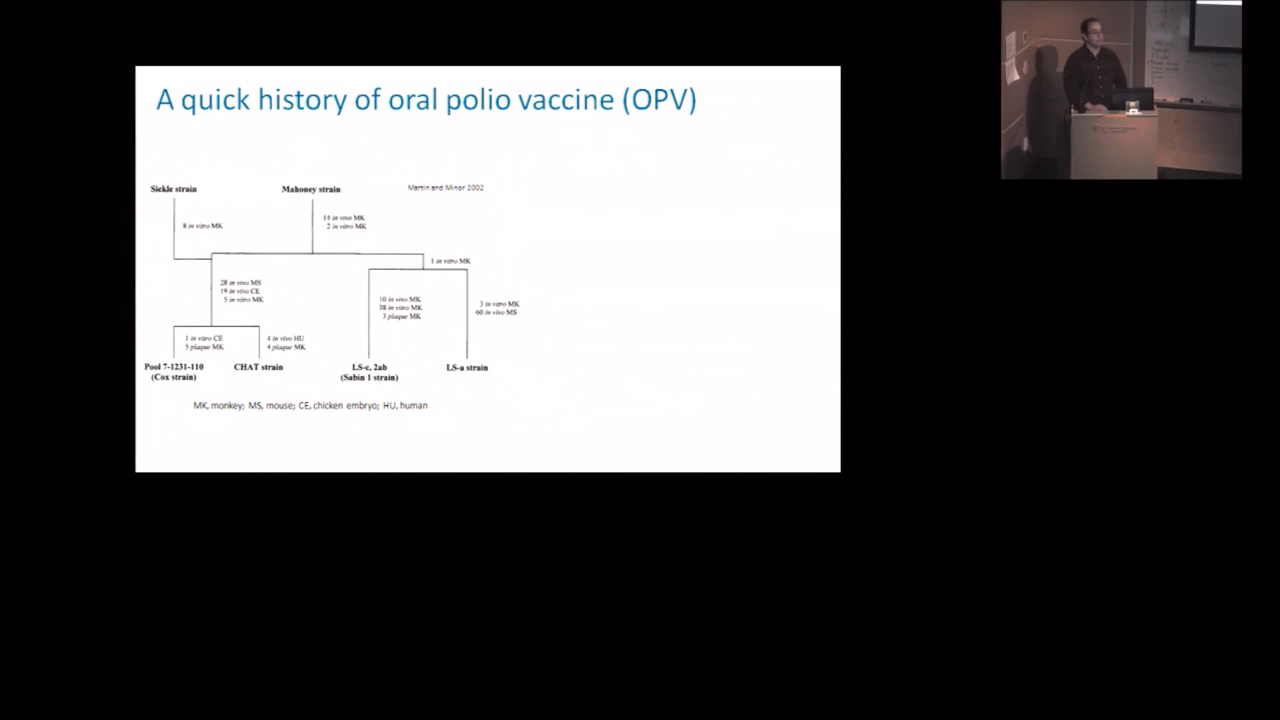 A quick history of oral polio vaccine (OPV)
Sickle strain
Mahoney strain
Martin and Minor 2002
8 in vitro MK
14 in vivo MK
2 in vitro MK
1 in vitro MK
28 in vivo MS
19 in vivo CE
5 in vitro MK
10 in vivo MK
38 in vitro MK
3 plaque MK
3 in vitro MK
60 in vivo MS
1 in vitro CE
5 plaque MK
4 in vivo HU
4 plaque MK
Pool 7-1231-110
(Cox strain)
CHAT strain
LS-c, 2ab
(Sabin 1 strain)
LS-a strain
MK, monkey; MS, mouse; CE, chicken embryo; HU, human